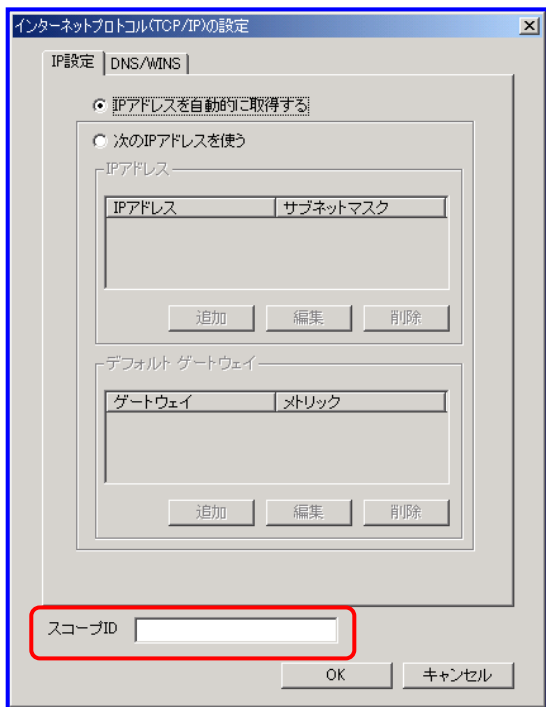 インターネットプロトコル(TCP/IP)の設定
IP設定 DNS/WINS
IPアドレスを自動的に取得する
次のIPアドレスを使う
IPアドレス
IPアドレス サブネットマスク
追加 編集 削除
デフォルト ゲートウェイ
ゲートウェイ メトリック
追加 編集 削除
スコープID
OK キャンセル